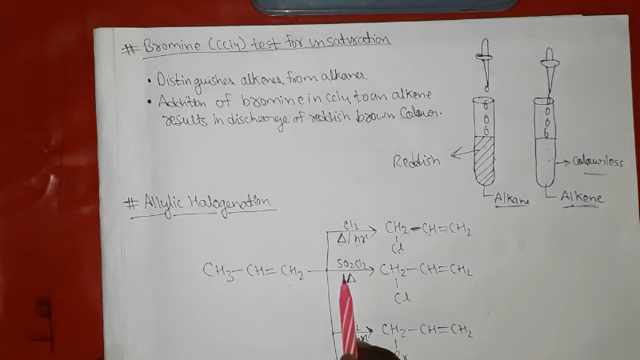 # Bromine (CCl4) test for unsaturation
• Distinguishes alkenes from alkanes
• Addition of bromine in CCl4 to an alkene
results in discharge of reddish brown Colour.
Reddish
Colourless
Alkane
Alkene
# Allylic Halogenation
Cl2
Δ/hν
CH2-CH=CH2
Cl
CH3-CH=CH2
SO2Cl2
Δ
CH2-CH=CH2
Cl
CH2-CH=CH2